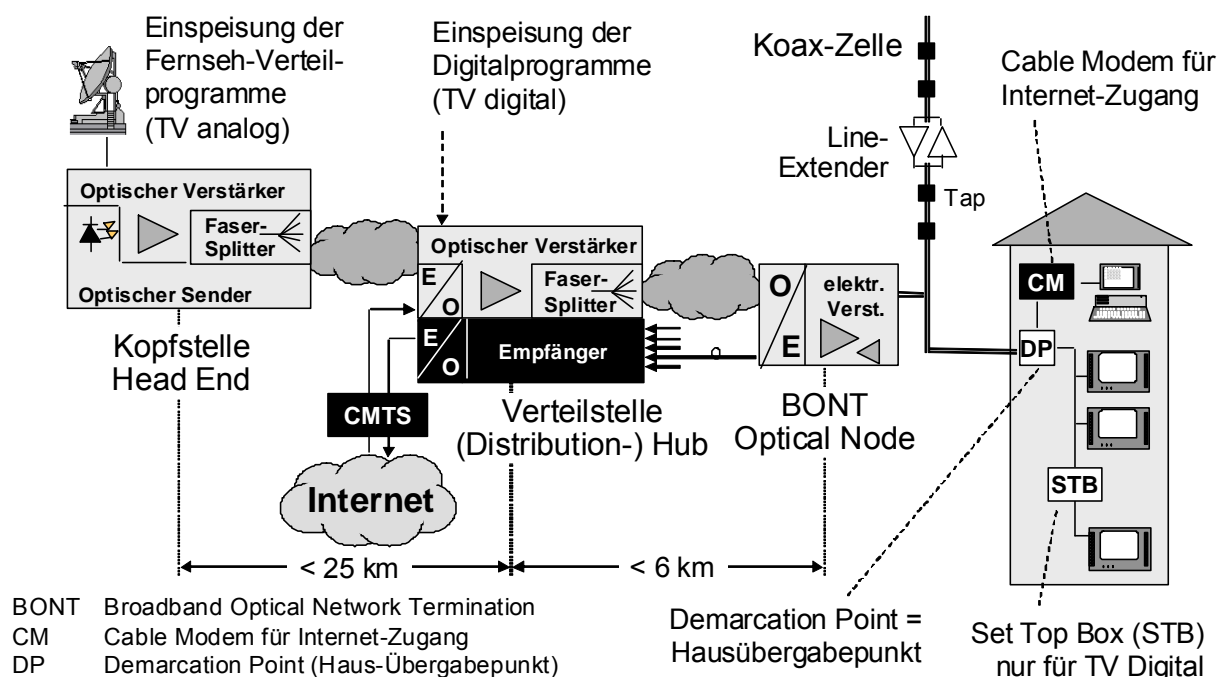 Einspeisung der
Fernseh-Verteil-
programme
(TV analog)
Einspeisung der
Digitalprogramme
(TV digital)
Koax-Zelle
Cable Modem für
Internet-Zugang
Line-
Extender
Tap
Optischer Verstärker
Faser-
Splitter
Optischer Sender
Optischer Verstärker
E
O
Faser-
Splitter
E
O
Empfänger
O
E
elektr.
Verst.
CM
DP
STB
Kopfstelle
Head End
CMTS
Internet
Verteilstelle
(Distribution-) Hub
BONT
Optical Node
< 25 km
< 6 km
BONT Broadband Optical Network Termination
CM Cable Modem für Internet-Zugang
DP Demarcation Point (Haus-Übergabepunkt)
Demarcation Point =
Hausübergabepunkt
Set Top Box (STB)
nur für TV Digital